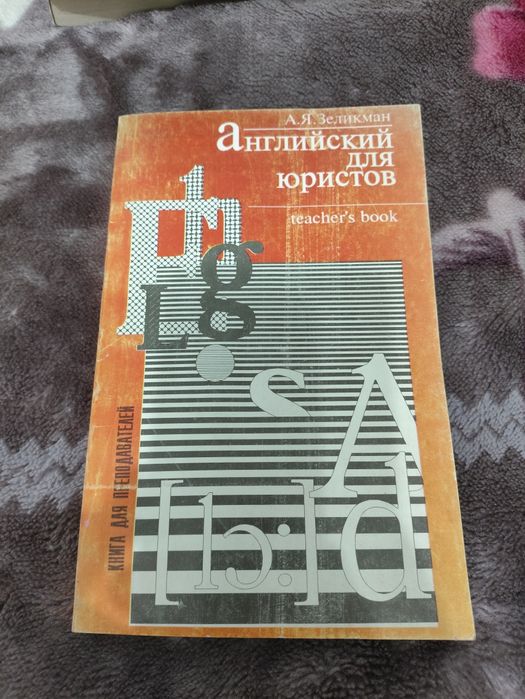 А.Я. Зеликман
английский
для
юристов
teacher's book
КНИГА ДЛЯ ПРЕПОДАВАТЕЛЕЙ